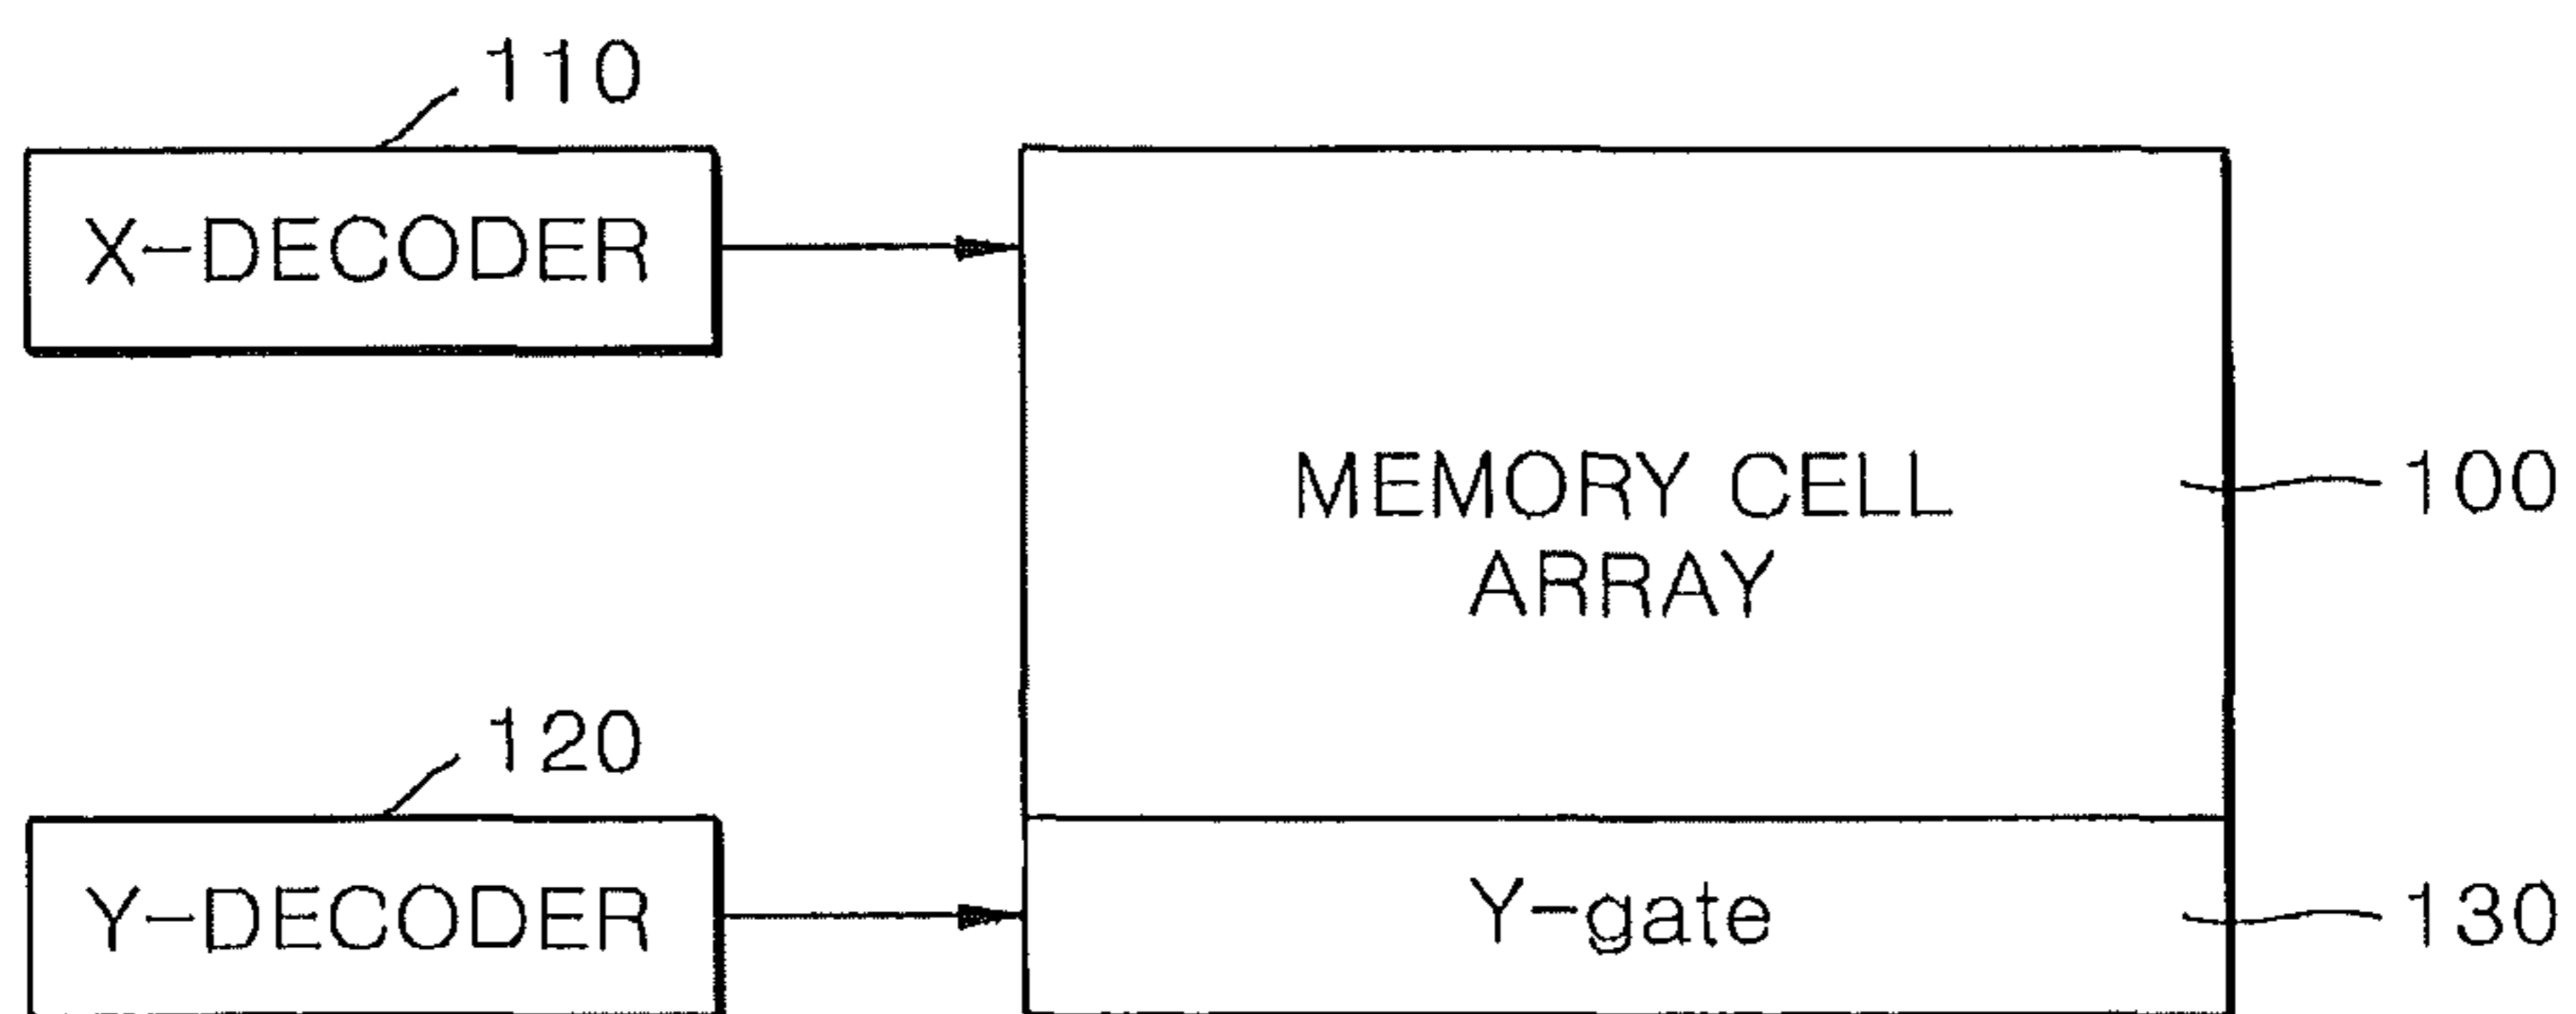 110
X-DECODER
MEMORY CELL
ARRAY
100
120
Y-DECODER
Y-gate
130